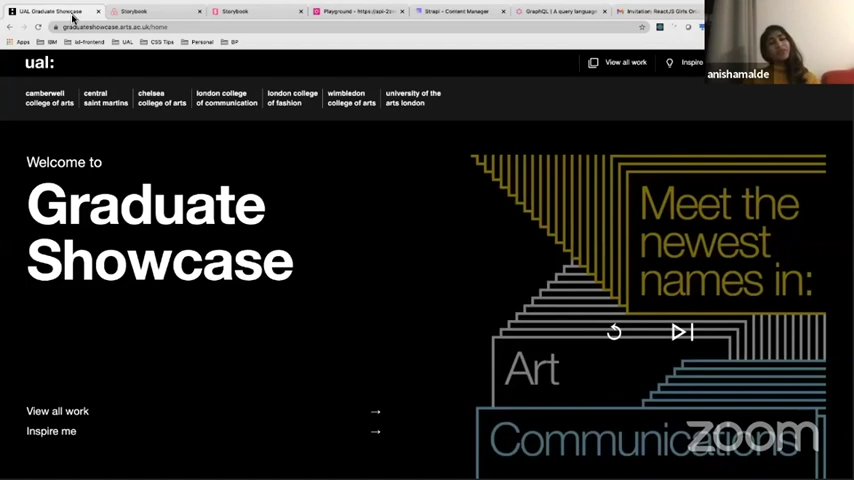 UAL Graduate Showcase
Storybook
Storybook
Playground - https://api-2
Strapi - Content Manager
GraphQL | A query language
Invitation: ReactJS Girls On
graduateshowcase.arts.ac.uk/home
Apps
IBM
lid-frontend
UAL
CSS Tips
Personal
BP
ual:
View all work
Inspire
anishamalde
camberwell
college of arts
central
saint martins
chelsea
college of arts
london college
of communication
london college
of fashion
wimbledon
college of arts
university of the
arts london
Welcome to
Graduate
Showcase
Meet the
newest
names in:
Art
Communications
View all work
Inspire me
zoom